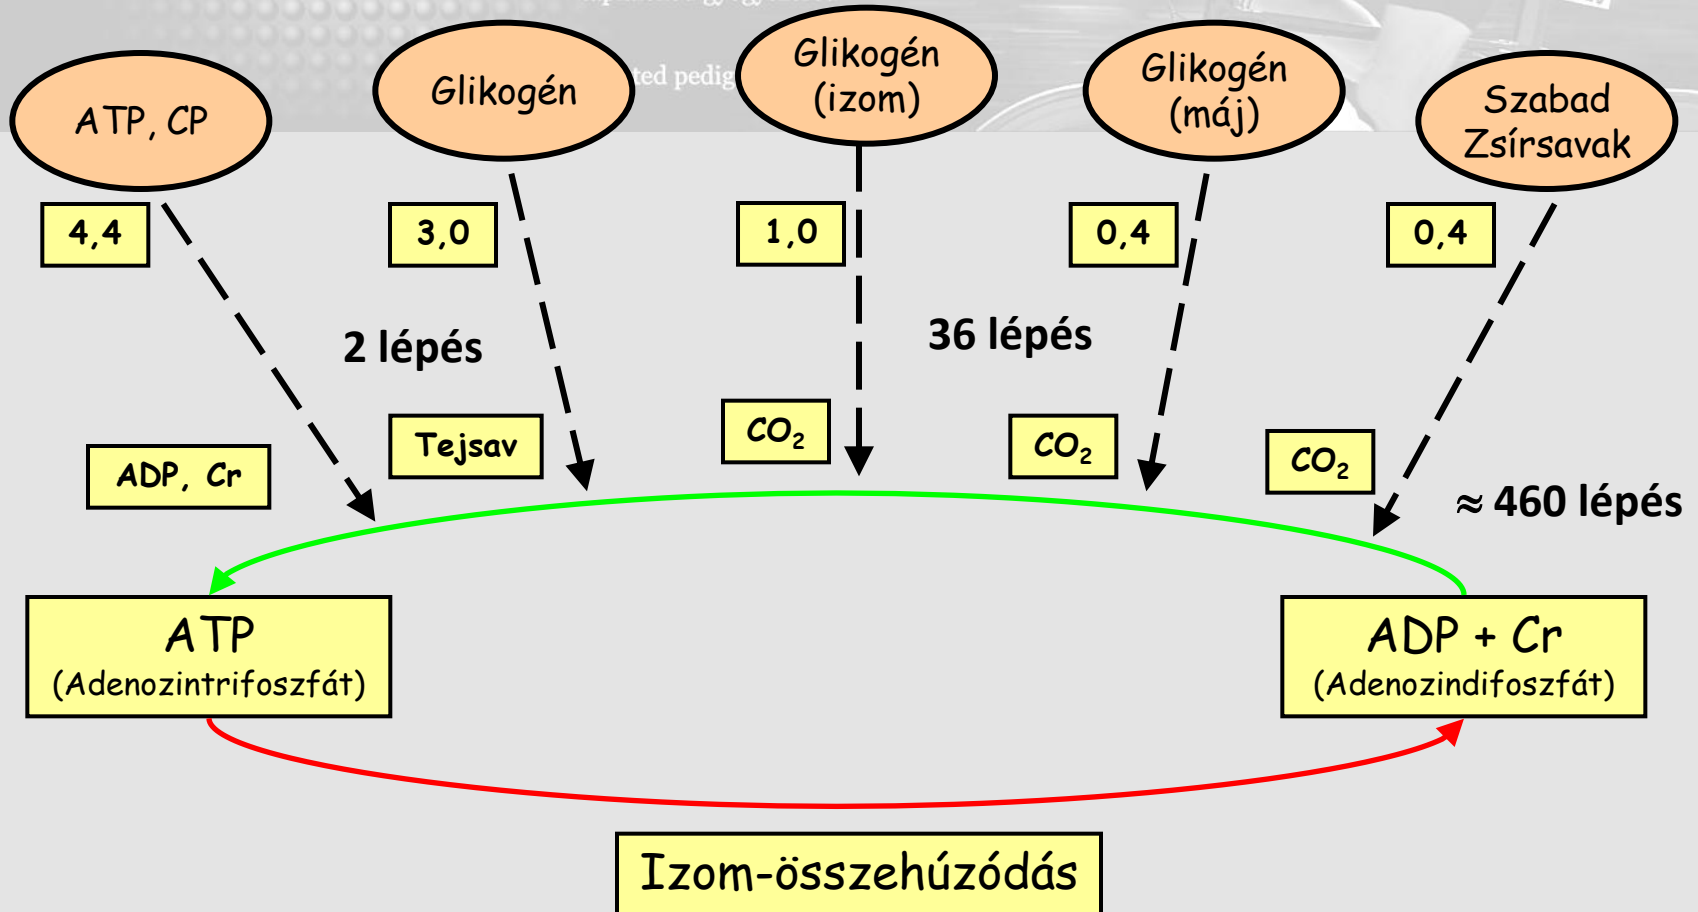 ted pedig
ATP, CP
Glikogén
Glikogén
(izom)
Glikogén
(máj)
Szabad
Zsírsavak
4,4
3,0
1,0
0,4
0,4
2 lépés
36 lépés
ADP, Cr
Tejsav
CO₂
CO₂
CO₂
≈ 460 lépés
ATP
(Adenozintrifoszfát)
ADP + Cr
(Adenozindifoszfát)
Izom-összehúzódás